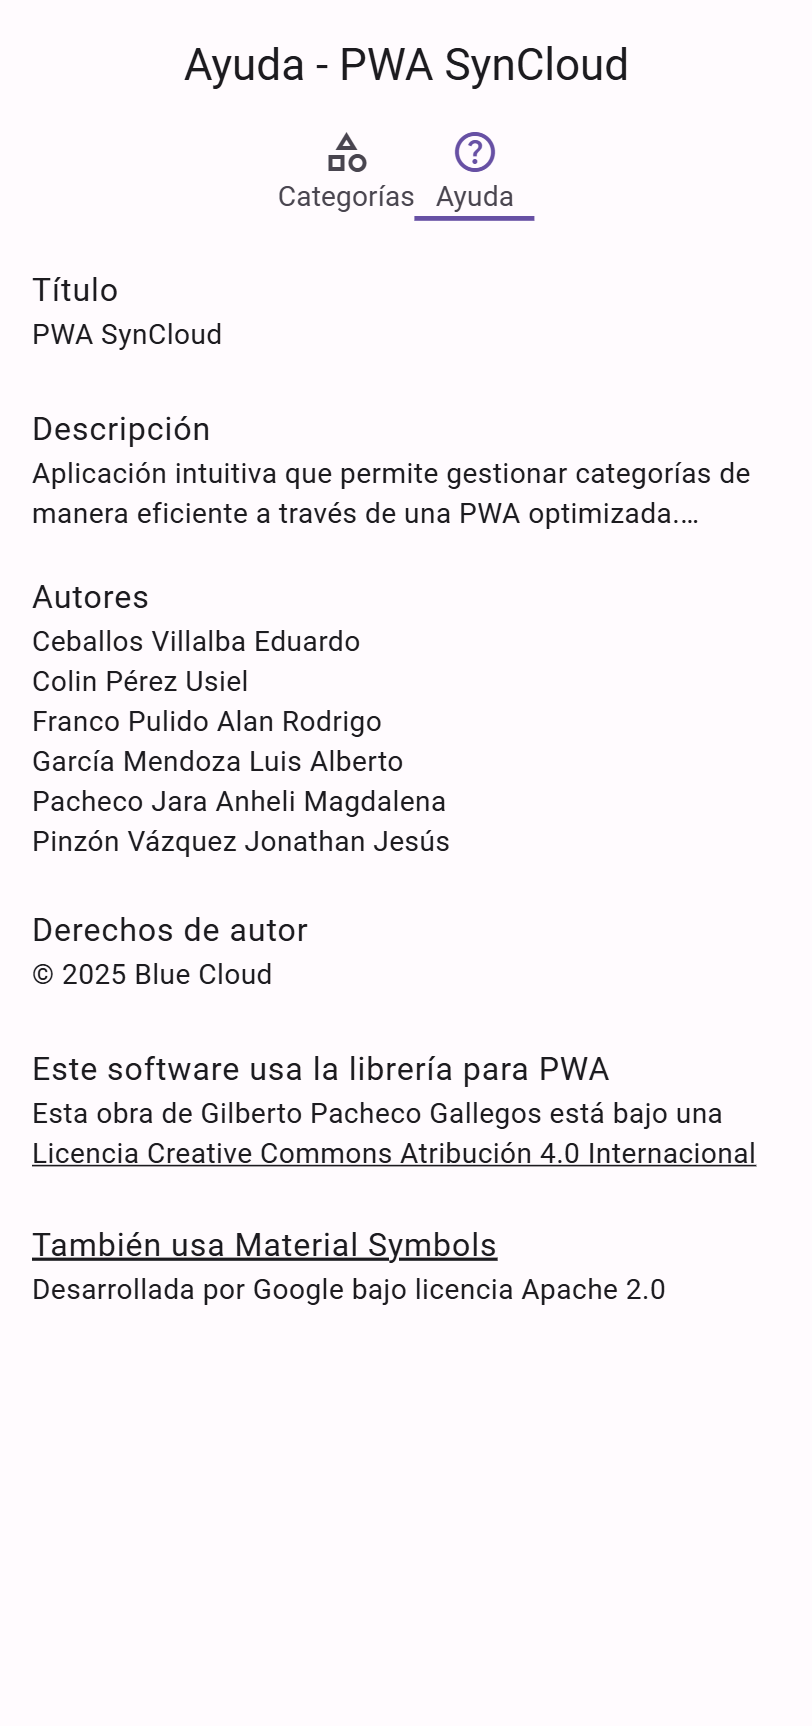 Ayuda - PWA SynCloud
Categorías Ayuda
Título
PWA SynCloud
Descripción
Aplicación intuitiva que permite gestionar categorías de
manera eficiente a través de una PWA optimizada.…
Autores
Ceballos Villalba Eduardo
Colin Pérez Usiel
Franco Pulido Alan Rodrigo
García Mendoza Luis Alberto
Pacheco Jara Anheli Magdalena
Pinzón Vázquez Jonathan Jesús
Derechos de autor
© 2025 Blue Cloud
Este software usa la librería para PWA
Esta obra de Gilberto Pacheco Gallegos está bajo una
Licencia Creative Commons Atribución 4.0 Internacional
También usa Material Symbols
Desarrollada por Google bajo licencia Apache 2.0